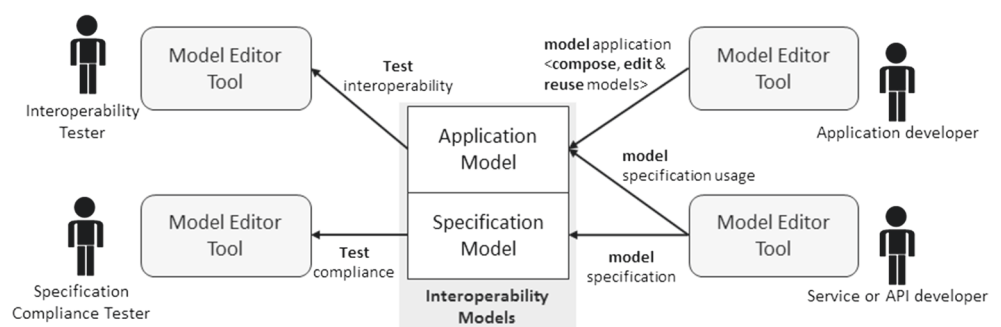 Model Editor
Tool
Interoperability
Tester
Test
interoperability
model application
<compose, edit &
reuse models>
Model Editor
Tool
Application developer
Application
Model
Specification
Model
Interoperability
Models
model
specification usage
Model Editor
Tool
Specification
Compliance Tester
Test
compliance
model
specification
Model Editor
Tool
Service or API developer